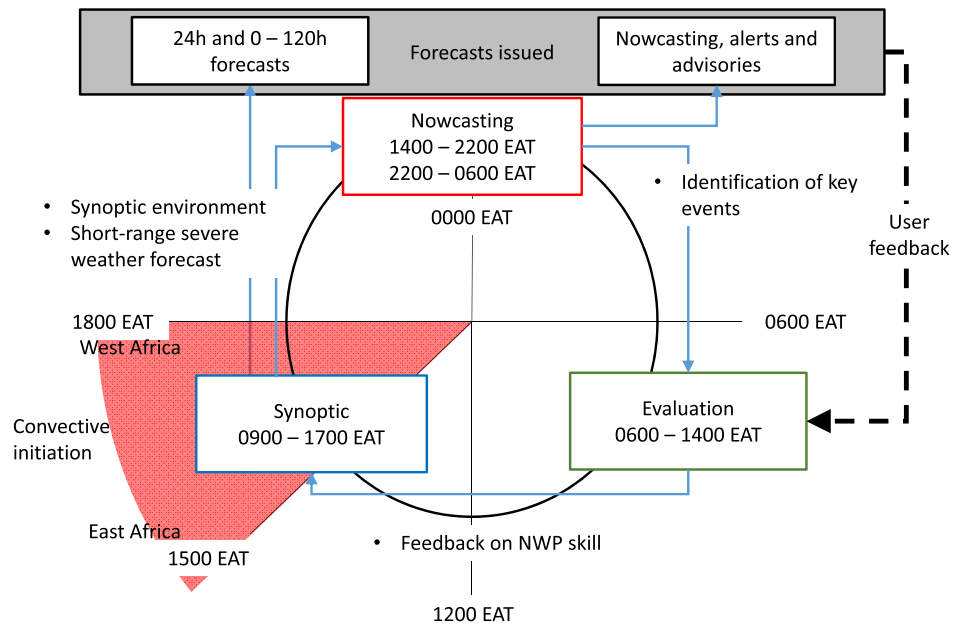 24h and 0 – 120h
forecasts
Forecasts issued
Nowcasting, alerts and
advisories
Nowcasting
1400 – 2200 EAT
2200 – 0600 EAT
• Identification of key
events
• Synoptic environment
• Short-range severe
weather forecast
0000 EAT
User
feedback
1800 EAT
0600 EAT
West Africa
Synoptic
0900 – 1700 EAT
Evaluation
0600 – 1400 EAT
Convective
initiation
East Africa
1500 EAT
• Feedback on NWP skill
1200 EAT